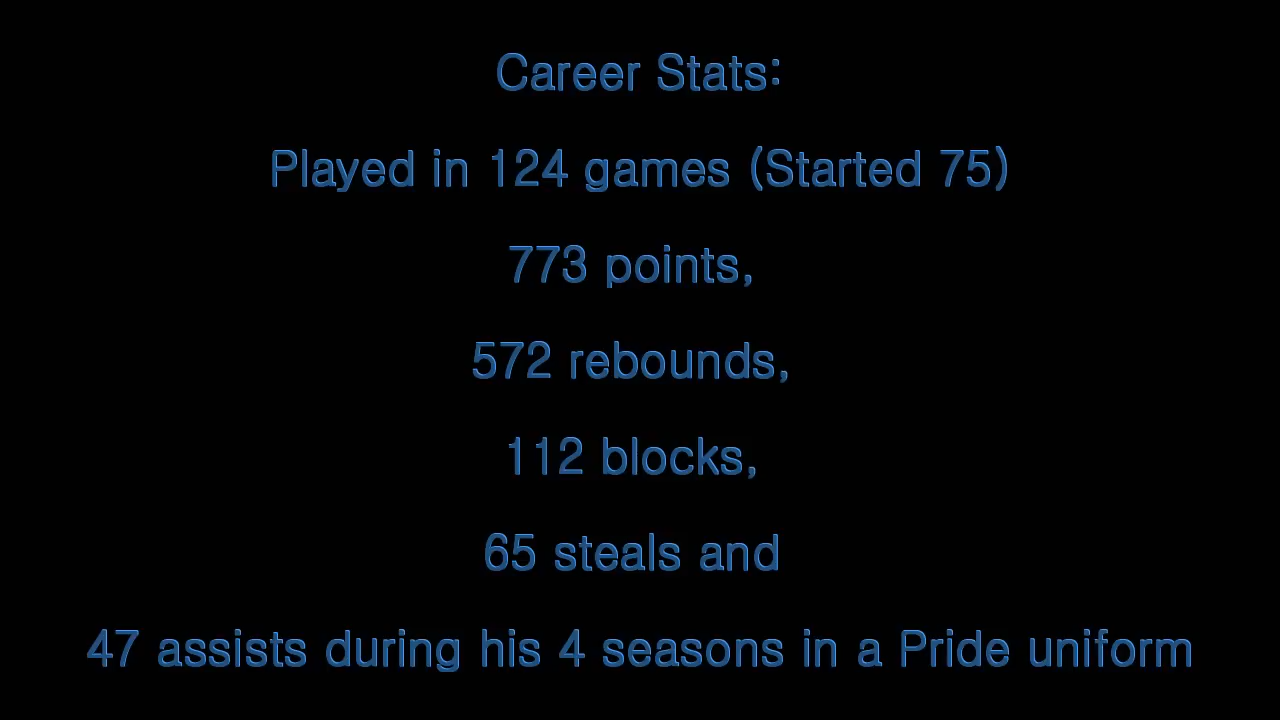 Career Stats:
Played in 124 games (Started 75)
773 points,
572 rebounds,
112 blocks,
65 steals and
47 assists during his 4 seasons in a Pride uniform